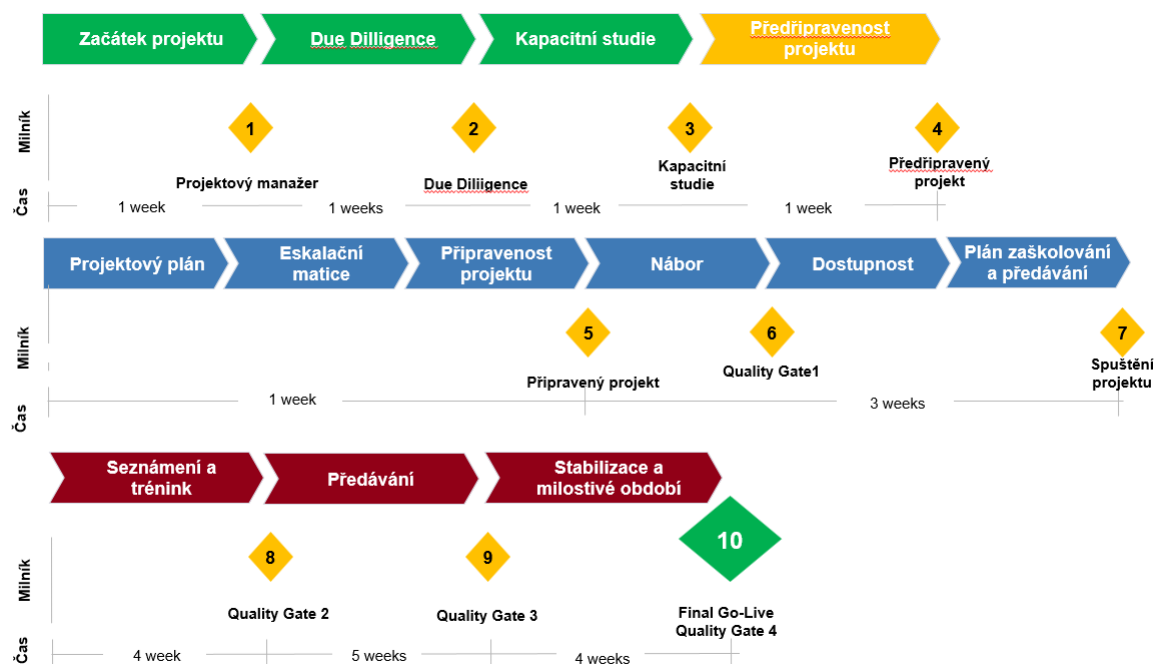 Začátek projektu
Due Dilligence
Kapacitní studie
Předřipravenost
projektu
Milník
1
2
3
4
Projektový manažer
Due Diliigence
Kapacitní
studie
Předřipravený
projekt
Čas
1 week
1 weeks
1 week
1 week
Projektový plán
Eskalační
matice
Připravenost
projektu
Nábor
Dostupnost
Plán zaškolování
a předávání
Milník
5
6
7
Připravený projekt
Quality Gate1
Spuštění
projektu
Čas
1 week
3 weeks
Seznámení a
trénink
Předávání
Stabilizace a
milostivé období
Milník
8
9
10
Quality Gate 2
Quality Gate 3
Final Go-Live
Quality Gate 4
Čas
4 week
5 weeks
4 weeks